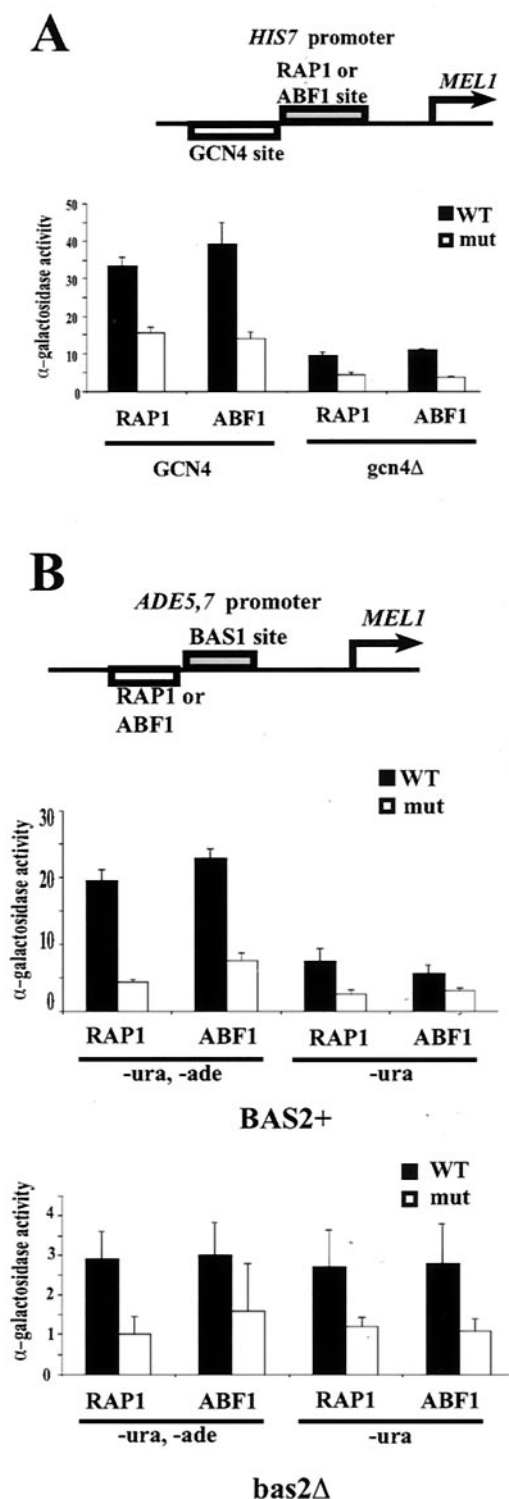 A
HIS7 promoter
RAP1 or
ABF1 site
MEL1
GCN4 site
α-galactosidase activity
50
40
30
20
10
0
WT
mut
RAP1 ABF1 RAP1 ABF1
GCN4 gcn4Δ
B
ADE5,7 promoter
MEL1
BAS1 site
RAP1 or
ABF1
WT
mut
α-galactosidase activity
30
20
10
0
RAP1 ABF1 RAP1 ABF1
-ura, -ade -ura
BAS2+
WT
mut
α-galactosidase activity
4
3
2
1
0
RAP1 ABF1 RAP1 ABF1
-ura, -ade -ura
bas2Δ